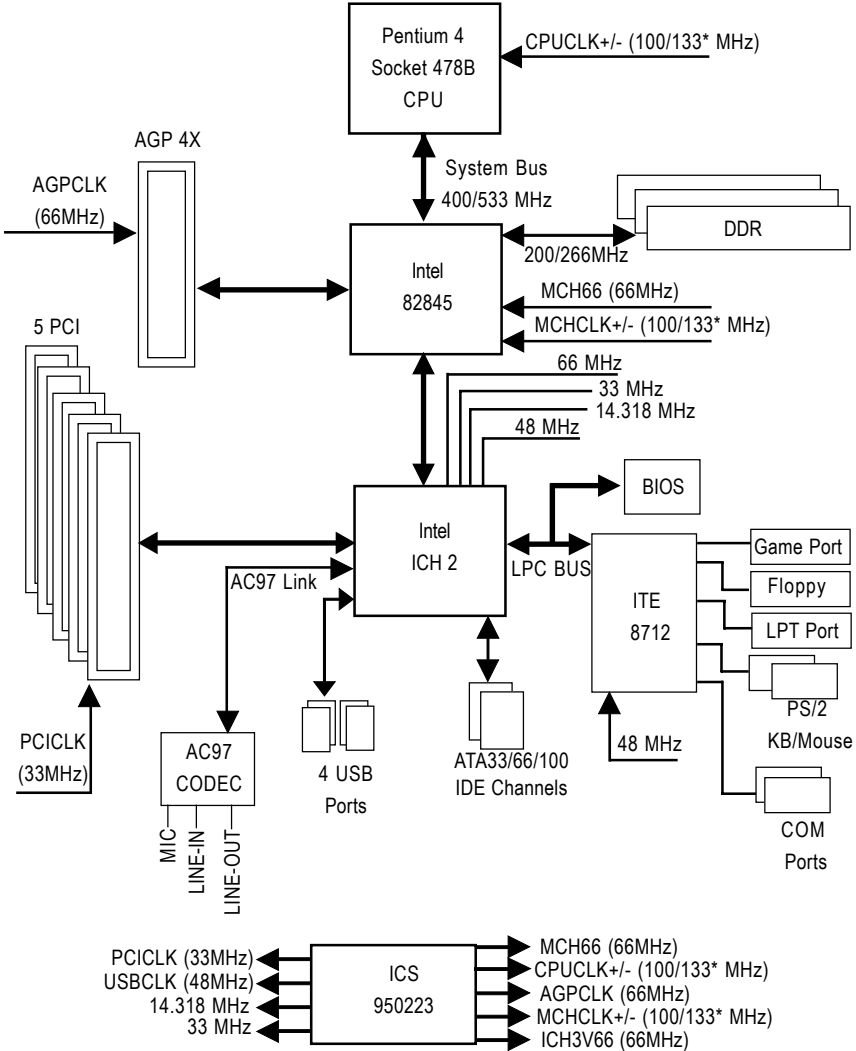 Pentium 4
Socket 478B
CPU
CPUCLK+/- (100/133* MHz)
AGP 4X
System Bus
400/533 MHz
AGPCLK
(66MHz)
DDR
200/266MHz
Intel
82845
MCH66 (66MHz)
MCHCLK+/- (100/133* MHz)
5 PCI
66 MHz
33 MHz
14.318 MHz
48 MHz
BIOS
Intel
ICH 2
LPC BUS
AC97 Link
ITE
8712
Game Port
Floppy
LPT Port
PS/2
KB/Mouse
48 MHz
PCICLK
(33MHz)
AC97
CODEC
4 USB
Ports
ATA33/66/100
IDE Channels
COM
Ports
MIC
LINE-IN
LINE-OUT
ICS
950223
PCICLK (33MHz)
USBCLK (48MHz)
14.318 MHz
33 MHz
MCH66 (66MHz)
CPUCLK+/- (100/133* MHz)
AGPCLK (66MHz)
MCHCLK+/- (100/133* MHz)
ICH3V66 (66MHz)